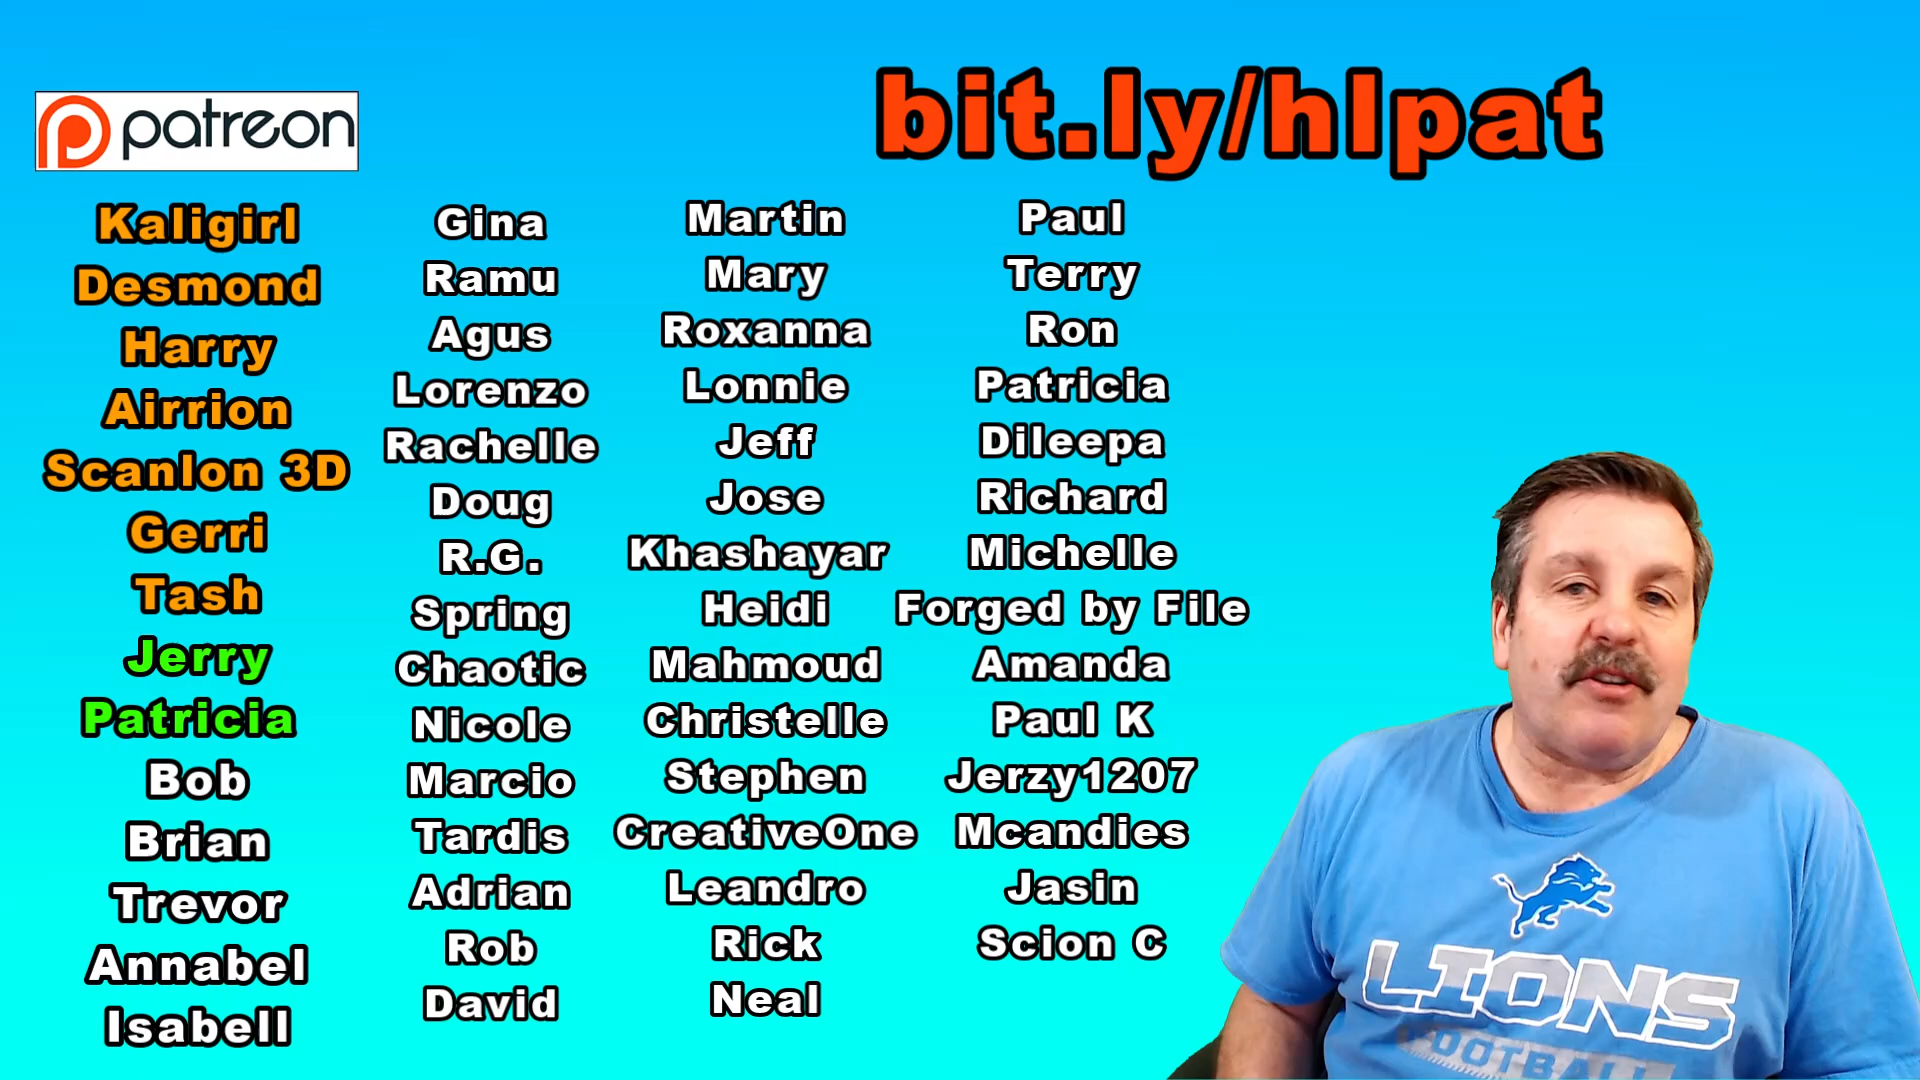 patreon
bit.ly/hlpat
Kaligirl
Desmond
Harry
Airrion
Scanlon 3D
Gerri
Tash
Jerry
Patricia
Bob
Brian
Trevor
Annabel
Isabell
Gina
Ramu
Agus
Lorenzo
Rachelle
Doug
R.G.
Spring
Chaotic
Nicole
Marcio
Tardis
Adrian
Rob
David
Martin
Mary
Roxanna
Lonnie
Jeff
Jose
Khashayar
Heidi
Mahmoud
Christelle
Stephen
CreativeOne
Leandro
Rick
Neal
Paul
Terry
Ron
Patricia
Dileepa
Richard
Michelle
Forged by File
Amanda
Paul K
Jerzy1207
Mcandies
Jasin
Scion C
LIONS
FOOTBALL